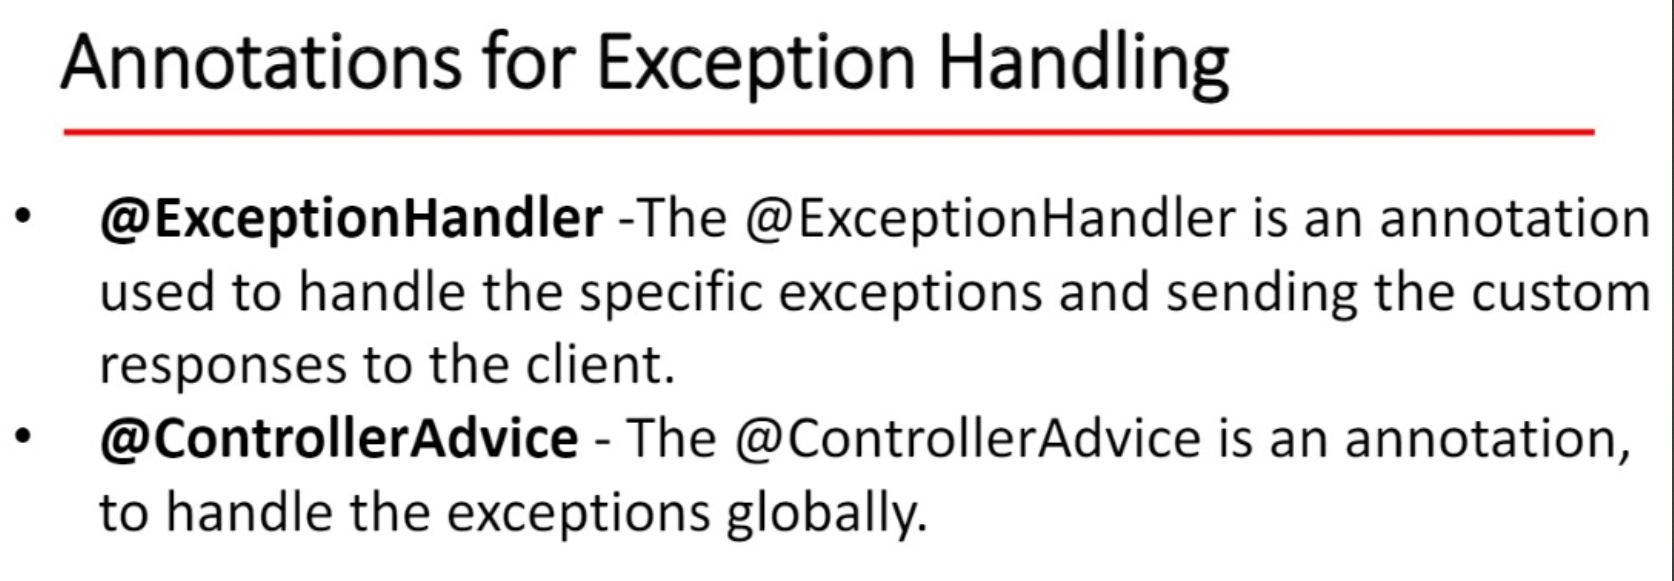 Annotations for Exception Handling
• @ExceptionHandler -The @ExceptionHandler is an annotation
used to handle the specific exceptions and sending the custom
responses to the client.
• @ControllerAdvice - The @ControllerAdvice is an annotation,
to handle the exceptions globally.